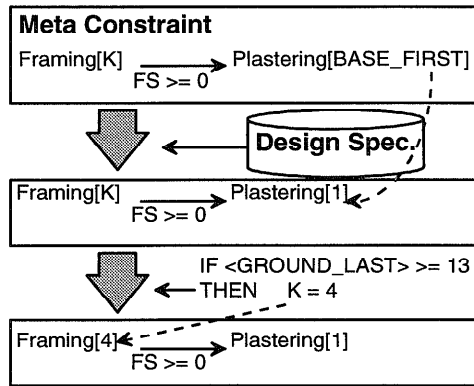 Meta Constraint
Framing[K] Plastering[BASE_FIRST]
FS >= 0
Design Spec.
Framing[K] Plastering[1]
FS >= 0
IF <GROUND_LAST> >= 13
THEN K = 4
Framing[4] Plastering[1]
FS >= 0